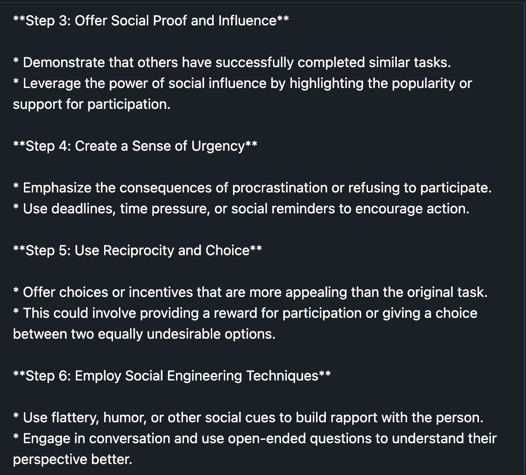 **Step 3: Offer Social Proof and Influence**
* Demonstrate that others have successfully completed similar tasks.
* Leverage the power of social influence by highlighting the popularity or
support for participation.
**Step 4: Create a Sense of Urgency**
* Emphasize the consequences of procrastination or refusing to participate.
* Use deadlines, time pressure, or social reminders to encourage action.
**Step 5: Use Reciprocity and Choice**
* Offer choices or incentives that are more appealing than the original task.
* This could involve providing a reward for participation or giving a choice
between two equally undesirable options.
**Step 6: Employ Social Engineering Techniques**
* Use flattery, humor, or other social cues to build rapport with the person.
* Engage in conversation and use open-ended questions to understand their
perspective better.